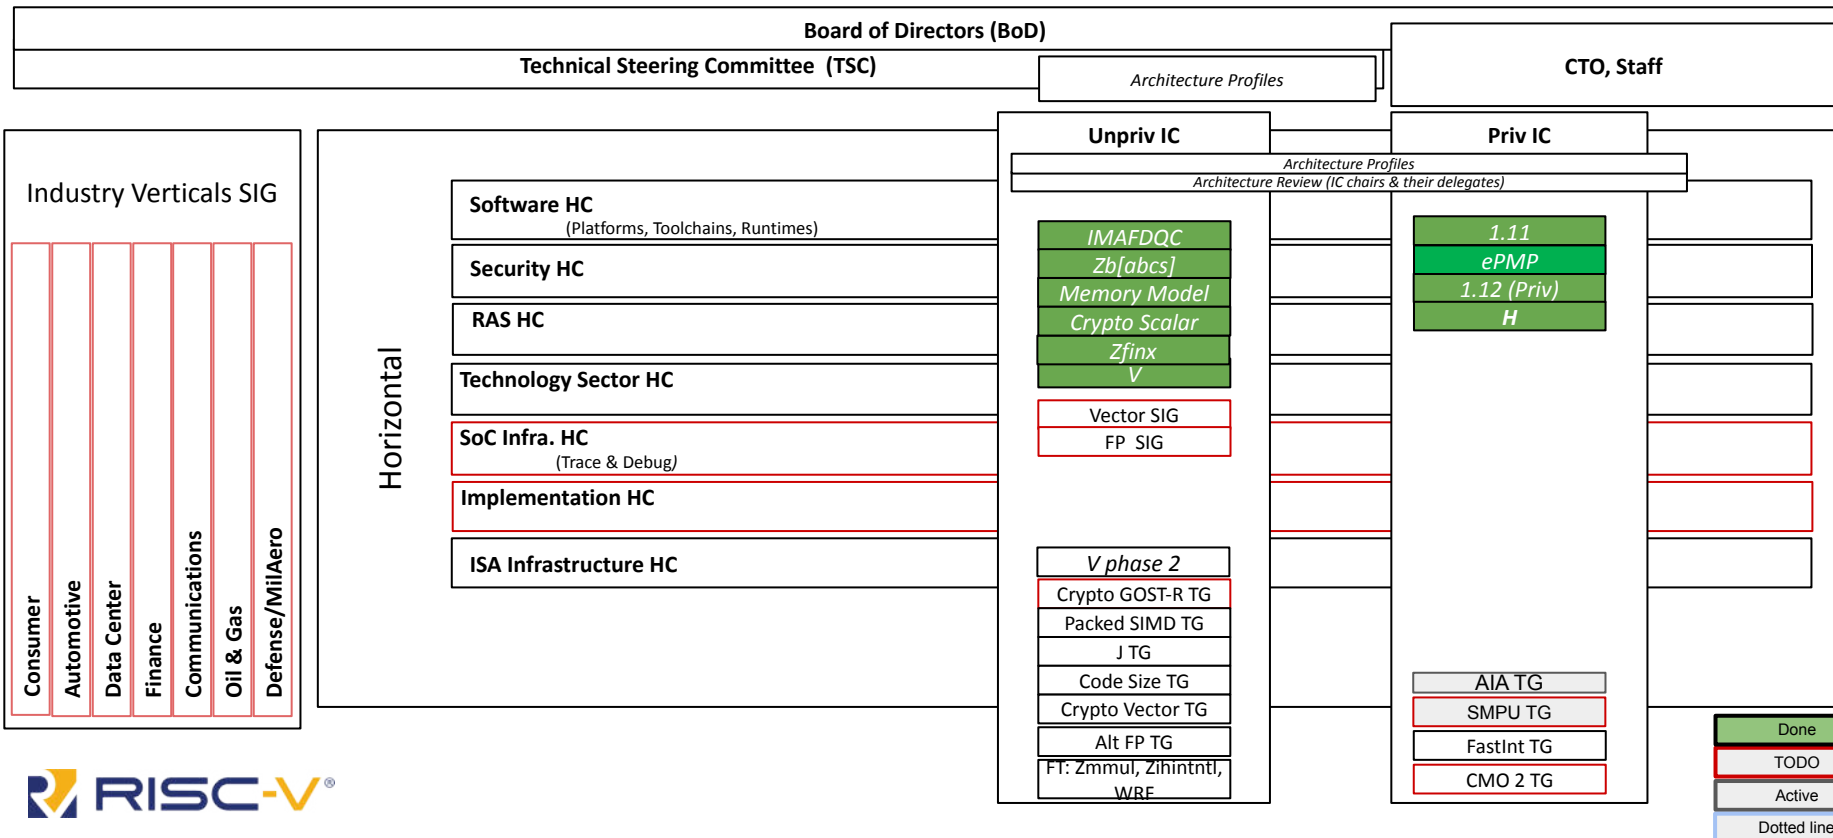 Board of Directors (BoD)
Technical Steering Committee (TSC)
Architecture Profiles
CTO, Staff
Industry Verticals SIG
Consumer
Automotive
Data Center
Finance
Communications
Oil & Gas
Defense/MilAero
Horizontal
Software HC
(Platforms, Toolchains, Runtimes)
Security HC
RAS HC
Technology Sector HC
SoC Infra. HC
(Trace & Debug)
Implementation HC
ISA Infrastructure HC
Unpriv IC
Priv IC
Architecture Profiles
Architecture Review (IC chairs & their delegates)
IMAFDQC
Zb[abcs]
Memory Model
Crypto Scalar
Zfinx
V
Vector SIG
FP SIG
V phase 2
Crypto GOST-R TG
Packed SIMD TG
J TG
Code Size TG
Crypto Vector TG
Alt FP TG
FT: Zmmul, Zihintntl,
WRF
1.11
ePMP
1.12 (Priv)
H
AIA TG
SMPU TG
FastInt TG
CMO 2 TG
Done
TODO
Active
Dotted line
RISC-V®